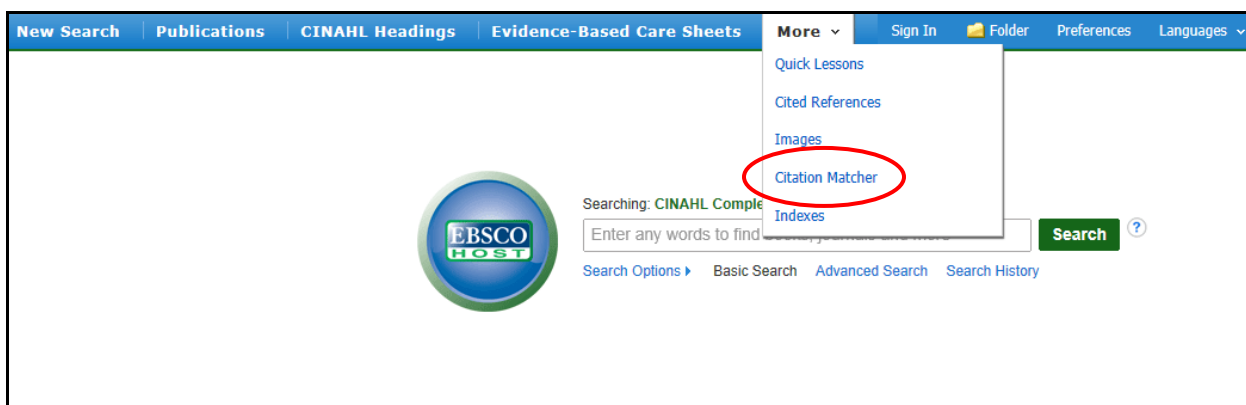 New Search Publications CINAHL Headings Evidence-Based Care Sheets More Sign In Folder Preferences Languages
Quick Lessons
Cited References
Images
Citation Matcher
Indexes
Searching: CINAHL Comple
EBSCO
HOST
Enter any words to find
Search ?
Search Options Basic Search Advanced Search Search History